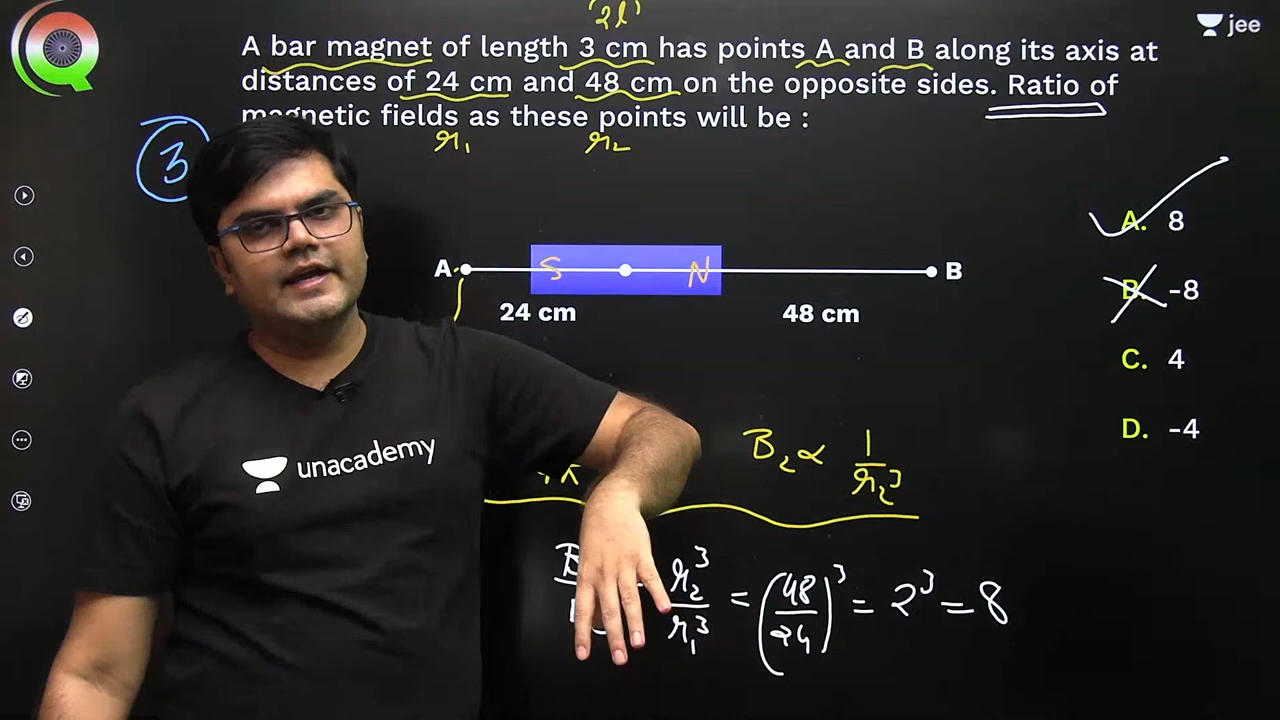 jee
(2l)
A bar magnet of length 3 cm has points A and B along its axis at
distances of 24 cm and 48 cm on the opposite sides. Ratio of
magnetic fields as these points will be :
r₁ r₂
3
A. 8
B. -8
C. 4
D. -4
A S N B
24 cm 48 cm
unacademy
B₂ ∝ 1/r₂³
r₂³/r₁³ = (48/24)³ = 2³ = 8